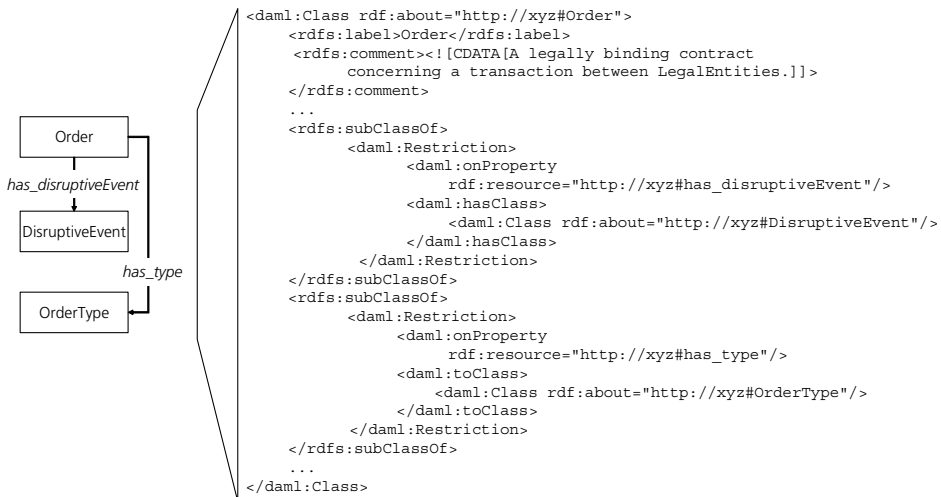 Order
has_disruptiveEvent
DisruptiveEvent
has_type
OrderType
<daml:Class rdf:about="http://xyz#Order">
<rdfs:label>Order</rdfs:label>
<rdfs:comment><![CDATA[A legally binding contract
concerning a transaction between LegalEntities.]]>
</rdfs:comment>
...
<rdfs:subClassOf>
<daml:Restriction>
<daml:onProperty
rdf:resource="http://xyz#has_disruptiveEvent"/>
<daml:hasClass>
<daml:Class rdf:about="http://xyz#DisruptiveEvent"/>
</daml:hasClass>
</daml:Restriction>
</rdfs:subClassOf>
<rdfs:subClassOf>
<daml:Restriction>
<daml:onProperty
rdf:resource="http://xyz#has_type"/>
<daml:toClass>
<daml:Class rdf:about="http://xyz#OrderType"/>
</daml:toClass>
</daml:Restriction>
</rdfs:subClassOf>
...
</daml:Class>